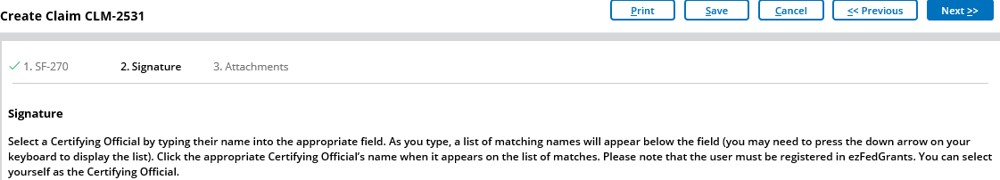 Create Claim CLM-2531
Print
Save
Cancel
<< Previous
Next >>
1. SF-270
2. Signature
3. Attachments
Signature
Select a Certifying Official by typing their name into the appropriate field. As you type, a list of matching names will appear below the field (you may need to press the down arrow on your
keyboard to display the list). Click the appropriate Certifying Official’s name when it appears on the list of matches. Please note that the user must be registered in ezFedGrants. You can select
yourself as the Certifying Official.